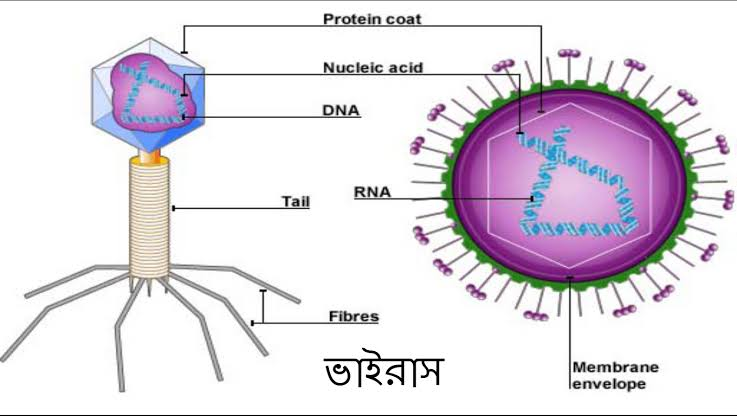 Protein coat
Nucleic acid
DNA
RNA
Tail
Fibres
ভাইরাস
Membrane
envelope